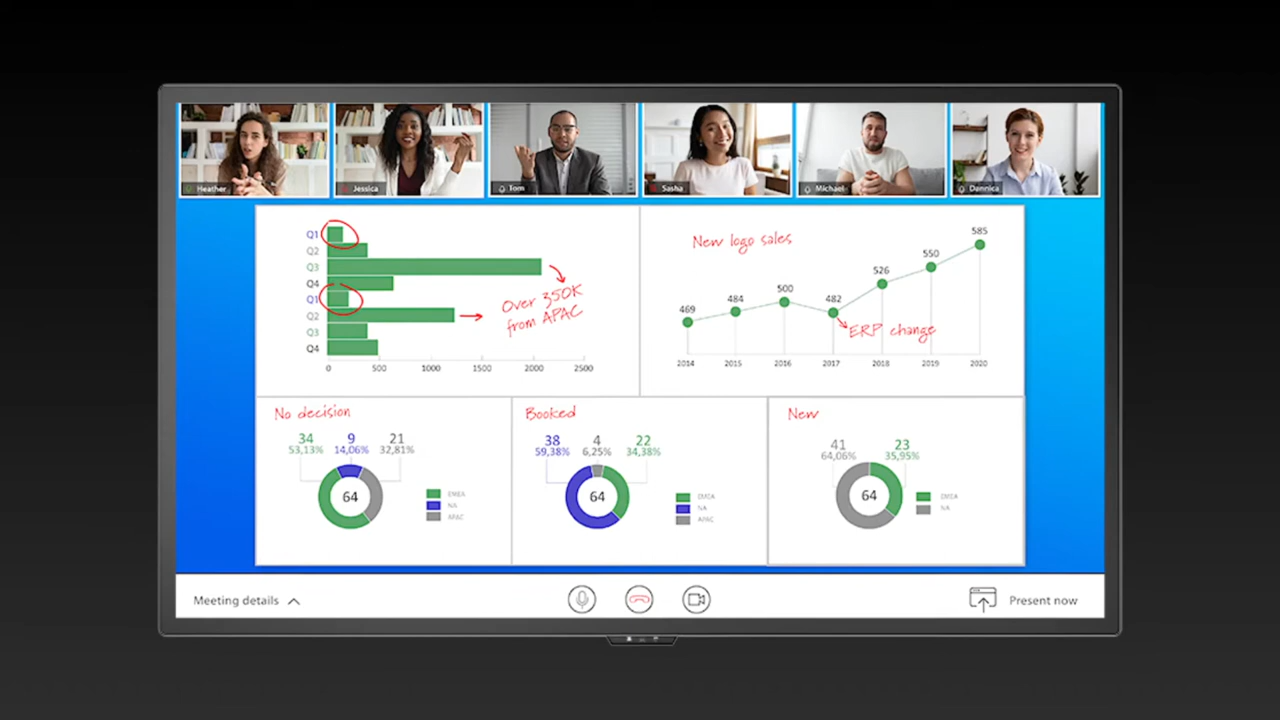 Heather
Jessica
Tom
Sasha
Michael
Dannica
Q1
Q2
Q3
Q4
Q1
Q2
Q3
Q4
0 500 1000 1500 2000 2500
Over 350K
from APAC
New logo sales
469 484 500 482 526 550 585
ERP change
2014 2015 2016 2017 2018 2019 2020
No decision
34 9 21
53,13% 14,06% 32,81%
64
EMEA
NA
APAC
Booked
38 4 22
59,38% 6,25% 34,38%
64
EMEA
NA
APAC
New
41 23
64,06% 35,95%
64
EMEA
NA
Meeting details
Present now